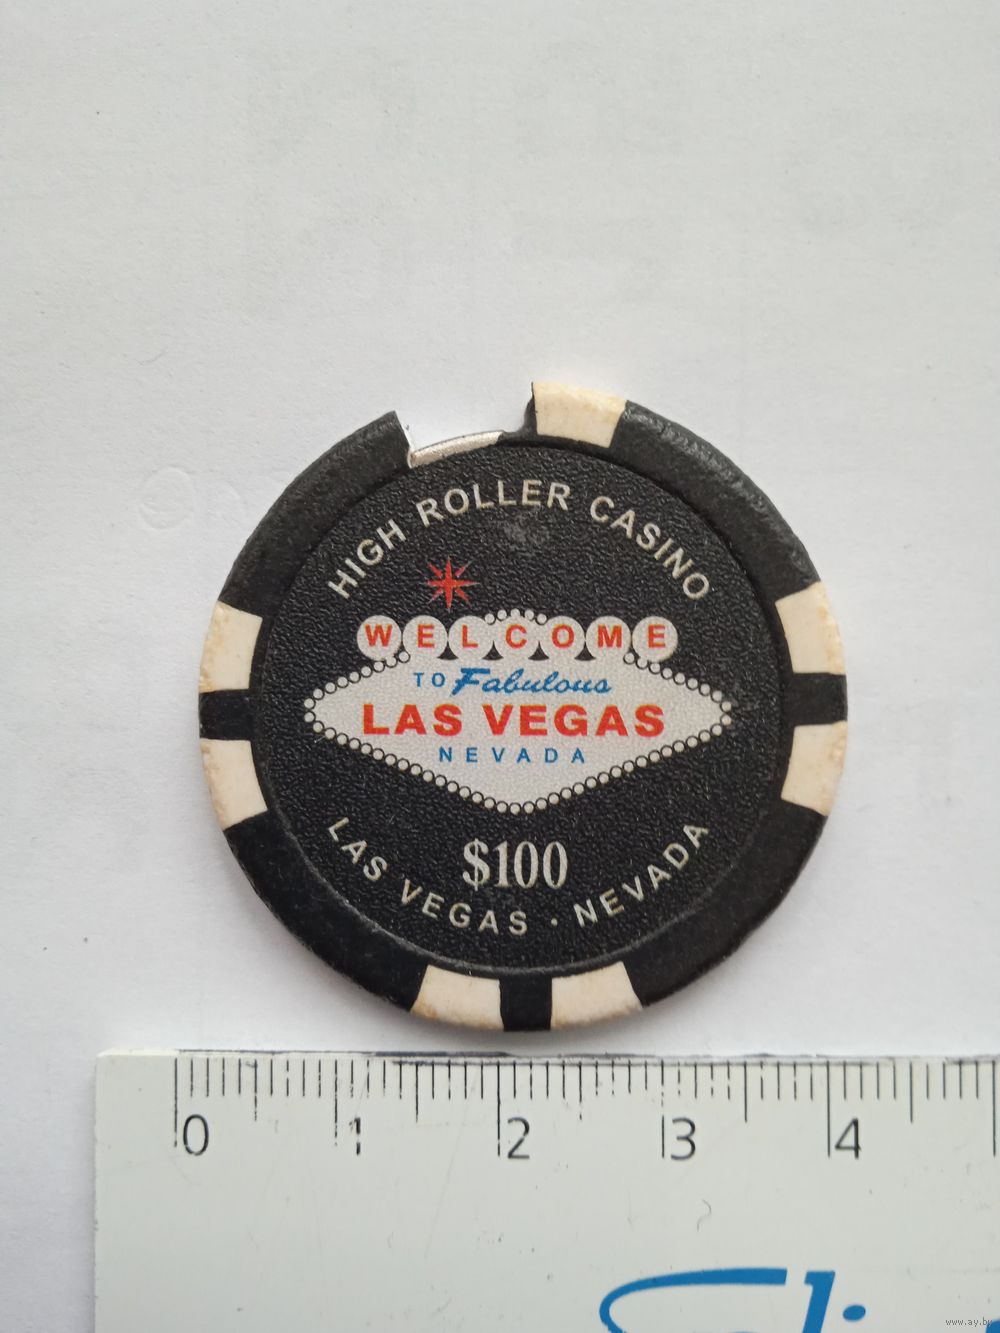 HIGH ROLLER CASINO
WELCOME
TO Fabulous
LAS VEGAS
NEVADA
$100
LAS VEGAS · NEVADA
0 1 2 3 4
www.ay.by